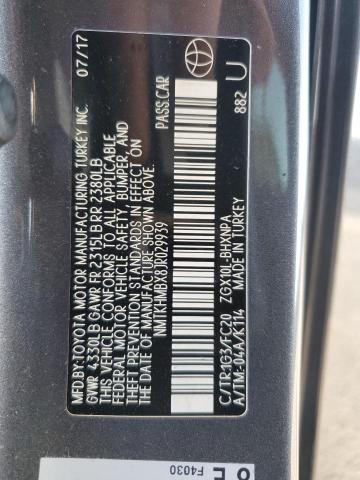 MFD.BY:TOYOTA MOTOR MANUFACTURING TURKEY INC. 07/17
GVWR 4330LB GAWR FR 2315LB RR 2380LB
THIS VEHICLE CONFORMS TO ALL APPLICABLE
FEDERAL MOTOR VEHICLE SAFETY, BUMPER, AND
THEFT PREVENTION STANDARDS IN EFFECT ON
THE DATE OF MANUFACTURE SHOWN ABOVE.
NMTKHMBX8JR029939 PASS.CAR
C/TR:1G3/FC20 ZGX10L-BHXNPA 882 U
A/TM:-04A/K114 MADE IN TURKEY
F4030